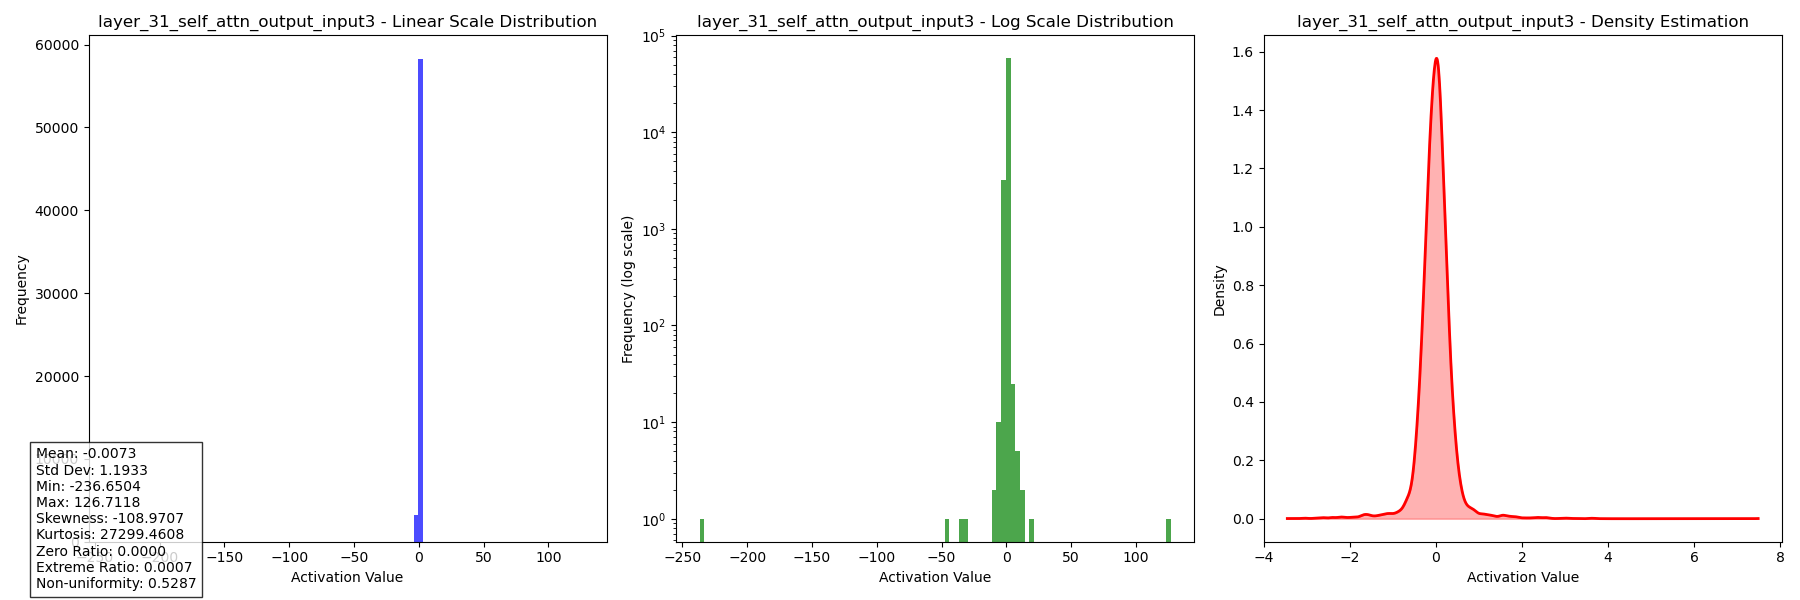 layer_31_self_attn_output_input3 - Linear Scale Distribution
60000
50000
40000
30000
20000
Frequency
−150
−100
−50
0
50
100
Activation Value
Mean: -0.0073
Std Dev: 1.1933
Min: -236.6504
Max: 126.7118
Skewness: -108.9707
Kurtosis: 27299.4608
Zero Ratio: 0.0000
Extreme Ratio: 0.0007
Non-uniformity: 0.5287
layer_31_self_attn_output_input3 - Log Scale Distribution
10⁵
10⁴
10³
10²
10¹
10⁰
Frequency (log scale)
−250
−200
−150
−100
−50
0
50
100
Activation Value
layer_31_self_attn_output_input3 - Density Estimation
1.6
1.4
1.2
1.0
0.8
0.6
0.4
0.2
0.0
Density
−4
−2
0
2
4
6
8
Activation Value